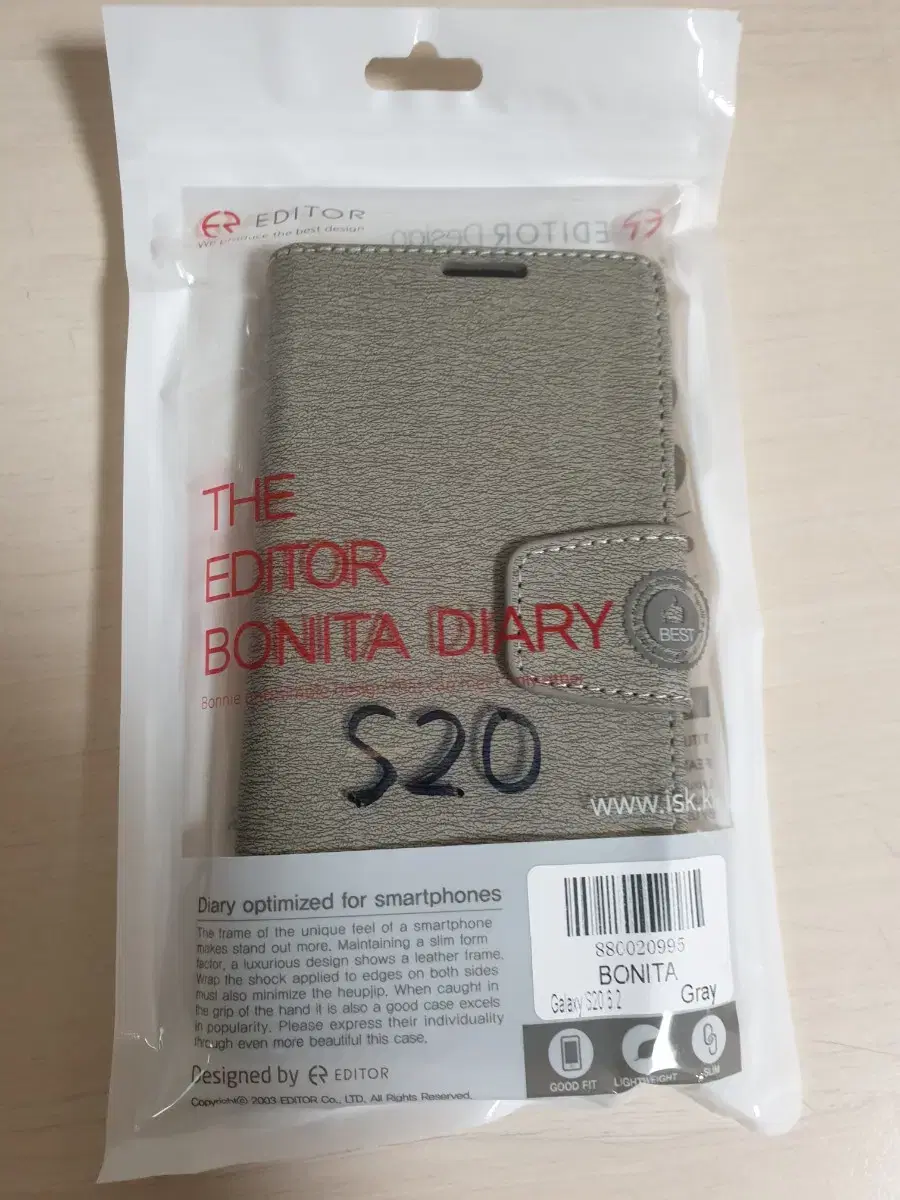 EDITOR
We produce the best design
EDITOR Design
THE
EDITOR
BONITA DIARY
BEST
Bonnie
S20
www.isk.k
Diary optimized for smartphones
The frame of the unique feel of a smartphone
makes stand out more. Maintaining a slim form
factor, a luxurious design shows a leather frame.
Wrap the shock applied to edges on both sides
must also minimize the heupjip. When caught in
the grip of the hand it is also a good case excels
in popularity. Please express their individuality
through even more beautiful this case.
Designed by EDITOR
Copyright© 2003 EDITOR Co., LTD. All Rights Reserved.
880020995
BONITA
Galaxy S20 6.2
Gray
GOOD FIT
LIGHTWEIGHT
SLIM